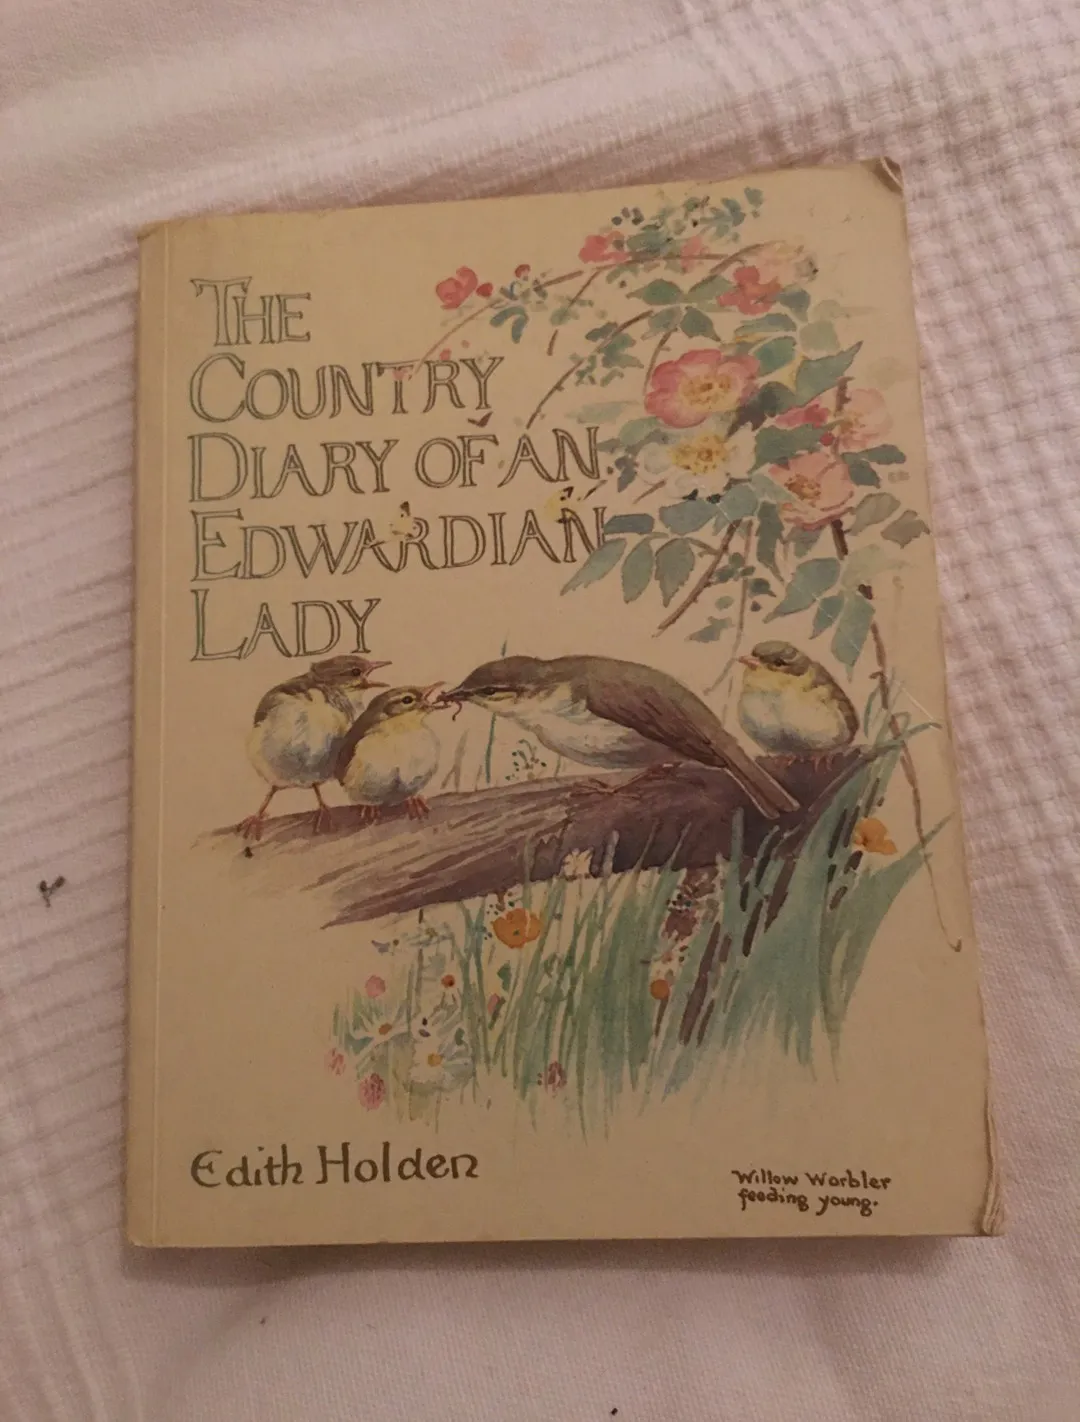 THE
COUNTRY
DIARY OF AN
EDWARDIAN
LADY
Edith Holden
Willow Warbler
feeding young.